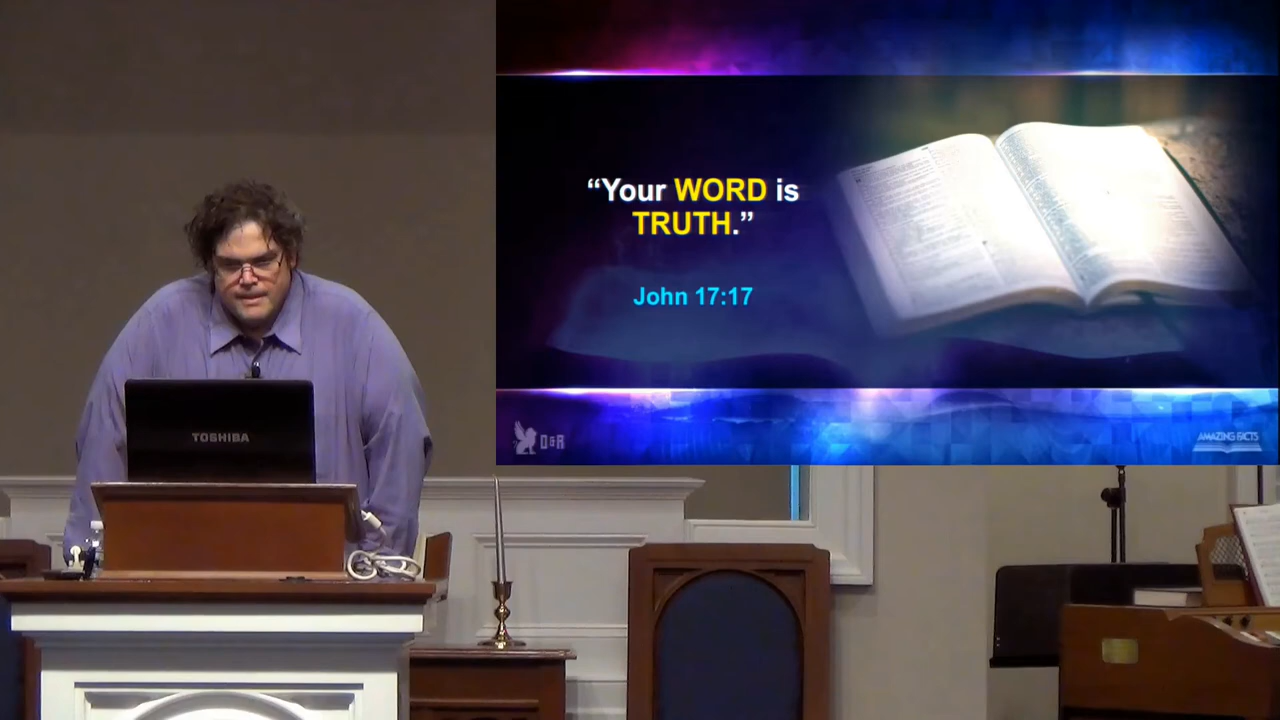 “Your WORD is
TRUTH.”
John 17:17
D&R
AMAZING FACTS
TOSHIBA